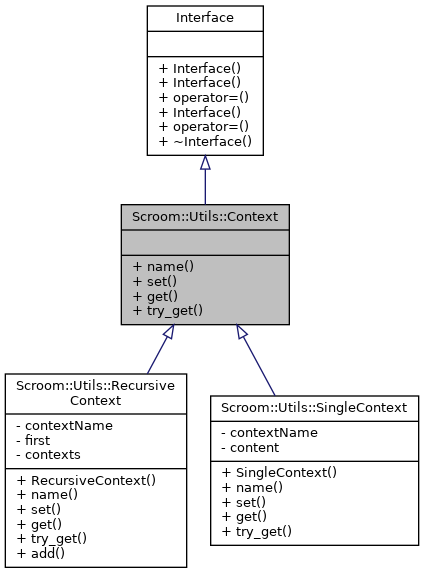 Interface
+ Interface()
+ Interface()
+ operator=()
+ Interface()
+ operator=()
+ ~Interface()
Scroom::Utils::Context
+ name()
+ set()
+ get()
+ try_get()
Scroom::Utils::Recursive
Context
- contextName
- first
- contexts
+ RecursiveContext()
+ name()
+ set()
+ get()
+ try_get()
+ add()
Scroom::Utils::SingleContext
- contextName
- content
+ SingleContext()
+ name()
+ set()
+ get()
+ try_get()